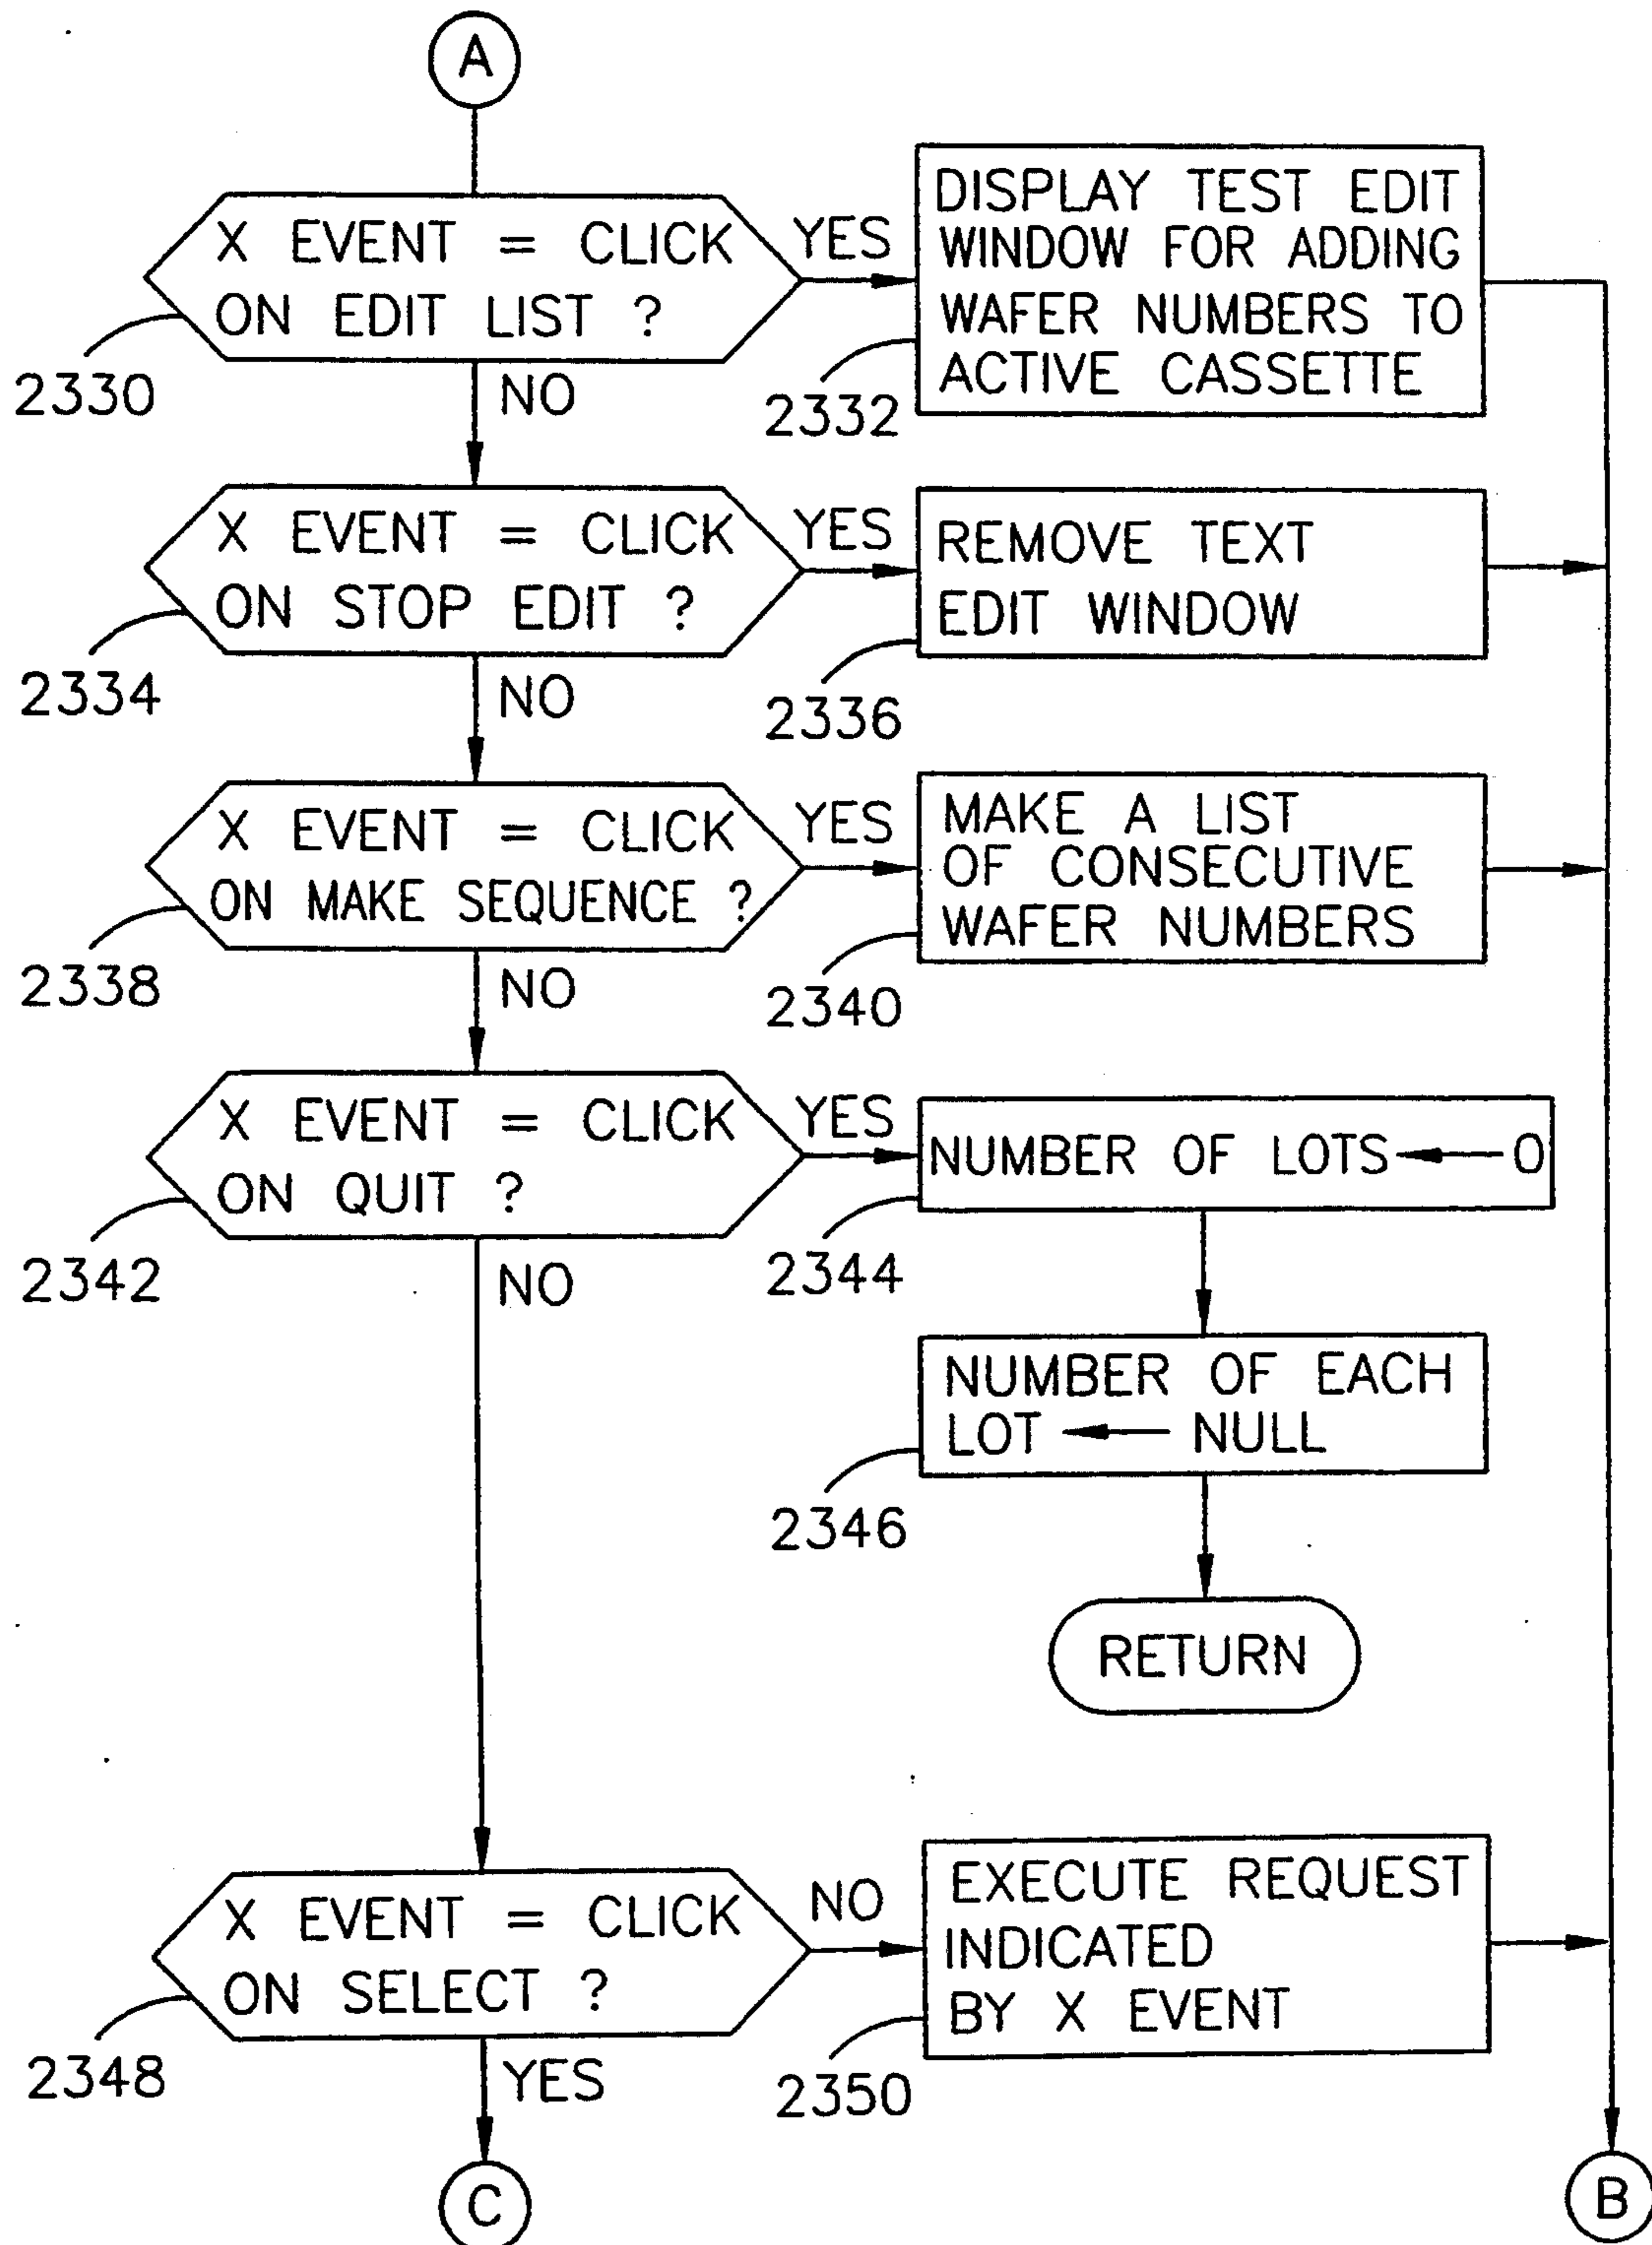 A
X EVENT = CLICK
ON EDIT LIST ?
YES
DISPLAY TEST EDIT
WINDOW FOR ADDING
WAFER NUMBERS TO
ACTIVE CASSETTE
2330
NO
2332
X EVENT = CLICK
ON STOP EDIT ?
YES
REMOVE TEXT
EDIT WINDOW
2334
NO
2336
X EVENT = CLICK
ON MAKE SEQUENCE ?
YES
MAKE A LIST
OF CONSECUTIVE
WAFER NUMBERS
2338
NO
2340
X EVENT = CLICK
ON QUIT ?
YES
NUMBER OF LOTS ← 0
2342
NO
2344
NUMBER OF EACH
LOT ← NULL
2346
RETURN
X EVENT = CLICK
ON SELECT ?
NO
EXECUTE REQUEST
INDICATED
BY X EVENT
2348
YES
2350
C
B